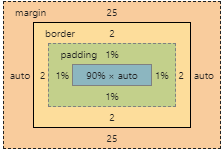 margin 25
border 2
padding 1%
auto 2 1% 90% × auto 1% 2 auto
1%
2
25